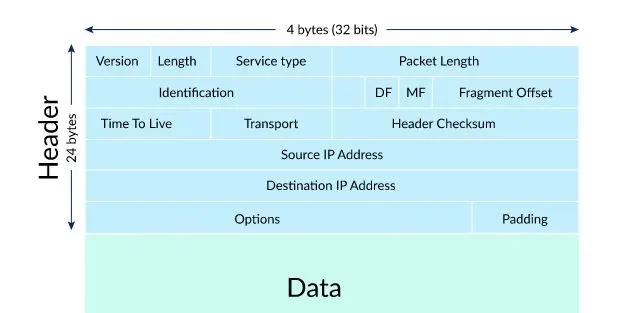 4 bytes (32 bits)
Header
24 bytes
Version Length Service type Packet Length
Identification DF MF Fragment Offset
Time To Live Transport Header Checksum
Source IP Address
Destination IP Address
Options Padding
Data